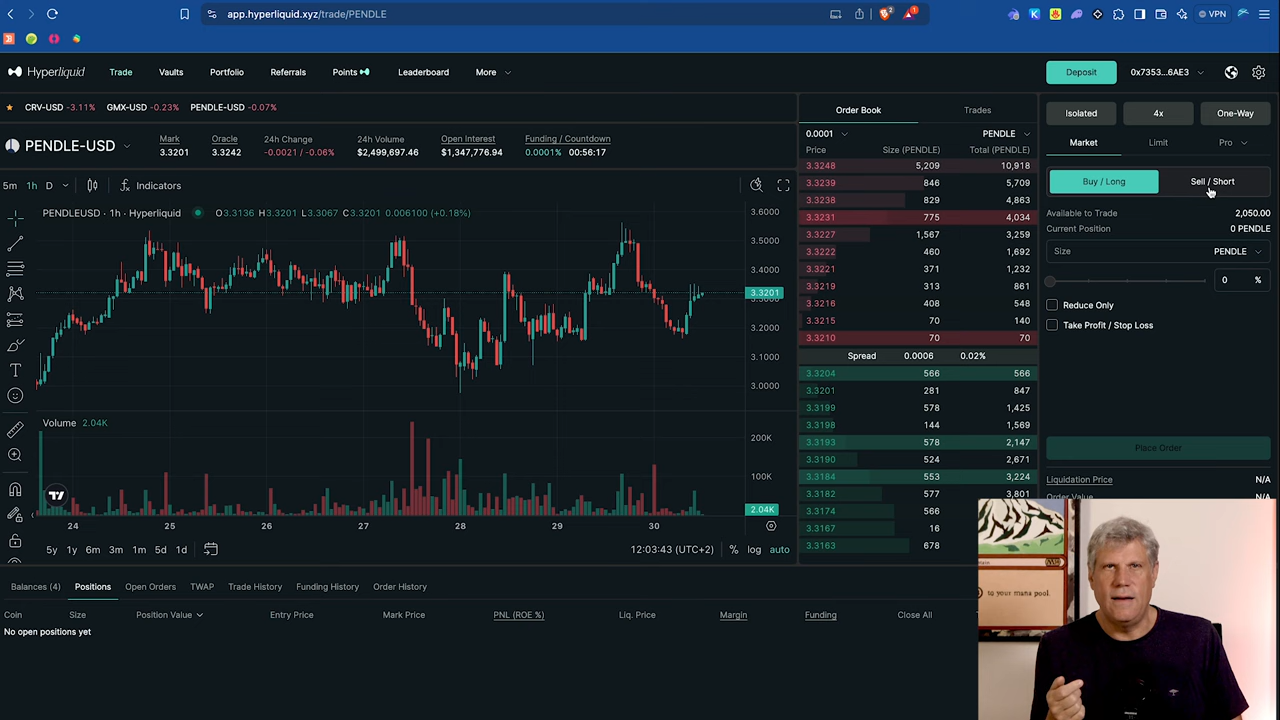 app.hyperliquid.xyz/trade/PENDLE
1
VPN
Hyperliquid Trade Vaults Portfolio Referrals Points Leaderboard More Deposit 0x7353...6AE3
CRV-USD -3.11% GMX-USD -0.23% PENDLE-USD -0.07%
PENDLE-USD
Mark Oracle 24h Change 24h Volume Open Interest Funding / Countdown
3.3201 3.3242 -0.0021 / -0.06% $2,499,697.46 $1,347,776.94 0.0001% 00:56:17
5m 1h D Indicators
PENDLEUSD · 1h · Hyperliquid O3.3136 H3.3201 L3.3067 C3.3201 0.006100 (+0.18%)
3.6000
3.5000
3.4000
3.3201
3.2000
3.1000
3.0000
Volume 2.04K
200K
100K
2.04K
24 25 26 27 28 29 30
5y 1y 6m 3m 1m 5d 1d 12:03:43 (UTC+2) % log auto
Order Book Trades
0.0001 PENDLE
Price Size (PENDLE) Total (PENDLE)
3.3248 5,209 10,918
3.3239 846 5,709
3.3238 829 4,863
3.3231 775 4,034
3.3227 1,567 3,259
3.3222 460 1,692
3.3221 371 1,232
3.3219 313 861
3.3216 408 548
3.3215 70 140
3.3210 70 70
Spread 0.0006 0.02%
3.3204 566 566
3.3201 281 847
3.3199 578 1,425
3.3198 144 1,569
3.3193 578 2,147
3.3190 524 2,671
3.3184 553 3,224
3.3182 577 3,801
3.3174 566
3.3167 16
3.3163 678
Isolated 4x One-Way
Market Limit Pro
Buy / Long Sell / Short
Available to Trade 2,050.00
Current Position 0 PENDLE
Size PENDLE
0 %
Reduce Only
Take Profit / Stop Loss
Place Order
Liquidation Price N/A
Order Value N/A
Balances (4) Positions Open Orders TWAP Trade History Funding History Order History
Coin Size Position Value Entry Price Mark Price PNL (ROE %) Liq. Price Margin Funding Close All
No open positions yet
to your mana pool.